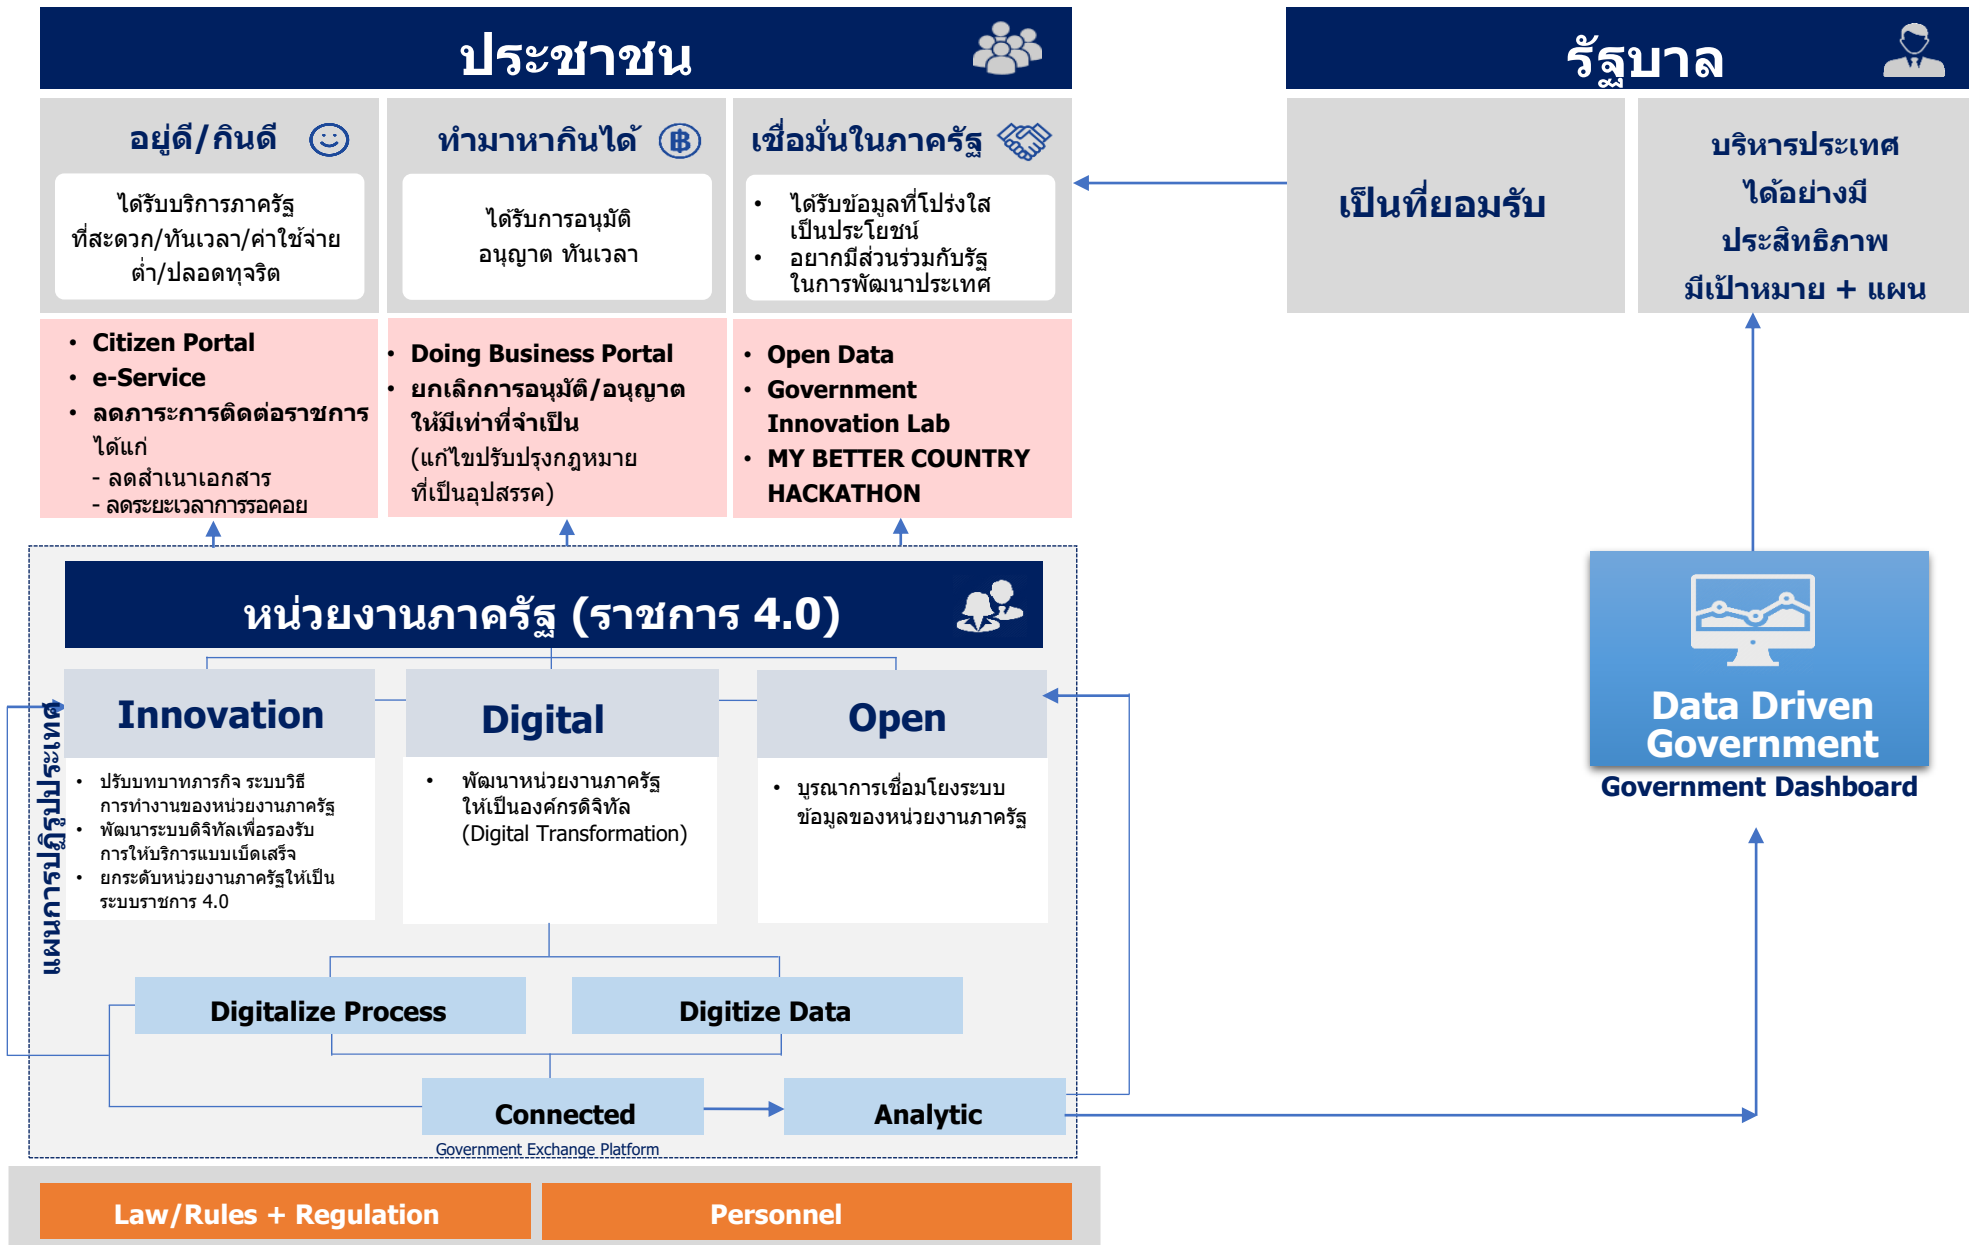 ประชาชน
อยู่ดี/กินดี
ได้รับบริการภาครัฐ
ที่สะดวก/ทันเวลา/ค่าใช้จ่าย
ต่ำ/ปลอดทุจริต
ทำมาหากินได้
ได้รับการอนุมัติ
อนุญาต ทันเวลา
เชื่อมั่นในภาครัฐ
• ได้รับข้อมูลที่โปร่งใส
เป็นประโยชน์
• อยากมีส่วนร่วมกับรัฐ
ในการพัฒนาประเทศ
รัฐบาล
เป็นที่ยอมรับ
บริหารประเทศ
ได้อย่างมี
ประสิทธิภาพ
มีเป้าหมาย + แผน
• Citizen Portal
• e-Service
• ลดภาระการติดต่อราชการ
ได้แก่
- ลดสำเนาเอกสาร
- ลดระยะเวลาการรอคอย
• Doing Business Portal
• ยกเลิกการอนุมัติ/อนุญาต
ให้มีเท่าที่จำเป็น
(แก้ไขปรับปรุงกฎหมาย
ที่เป็นอุปสรรค)
• Open Data
• Government
Innovation Lab
• MY BETTER COUNTRY
HACKATHON
แผนการปฏิรูปประเทศ
หน่วยงานภาครัฐ (ราชการ 4.0)
Innovation
• ปรับบทบาทภารกิจ ระบบวิธี
การทำงานของหน่วยงานภาครัฐ
• พัฒนาระบบดิจิทัลเพื่อรองรับ
การให้บริการแบบเบ็ดเสร็จ
• ยกระดับหน่วยงานภาครัฐให้เป็น
ระบบราชการ 4.0
Digital
• พัฒนาหน่วยงานภาครัฐ
ให้เป็นองค์กรดิจิทัล
(Digital Transformation)
Open
• บูรณาการเชื่อมโยงระบบ
ข้อมูลของหน่วยงานภาครัฐ
Data Driven
Government
Government Dashboard
Digitalize Process
Digitize Data
Connected
Analytic
Government Exchange Platform
Law/Rules + Regulation
Personnel